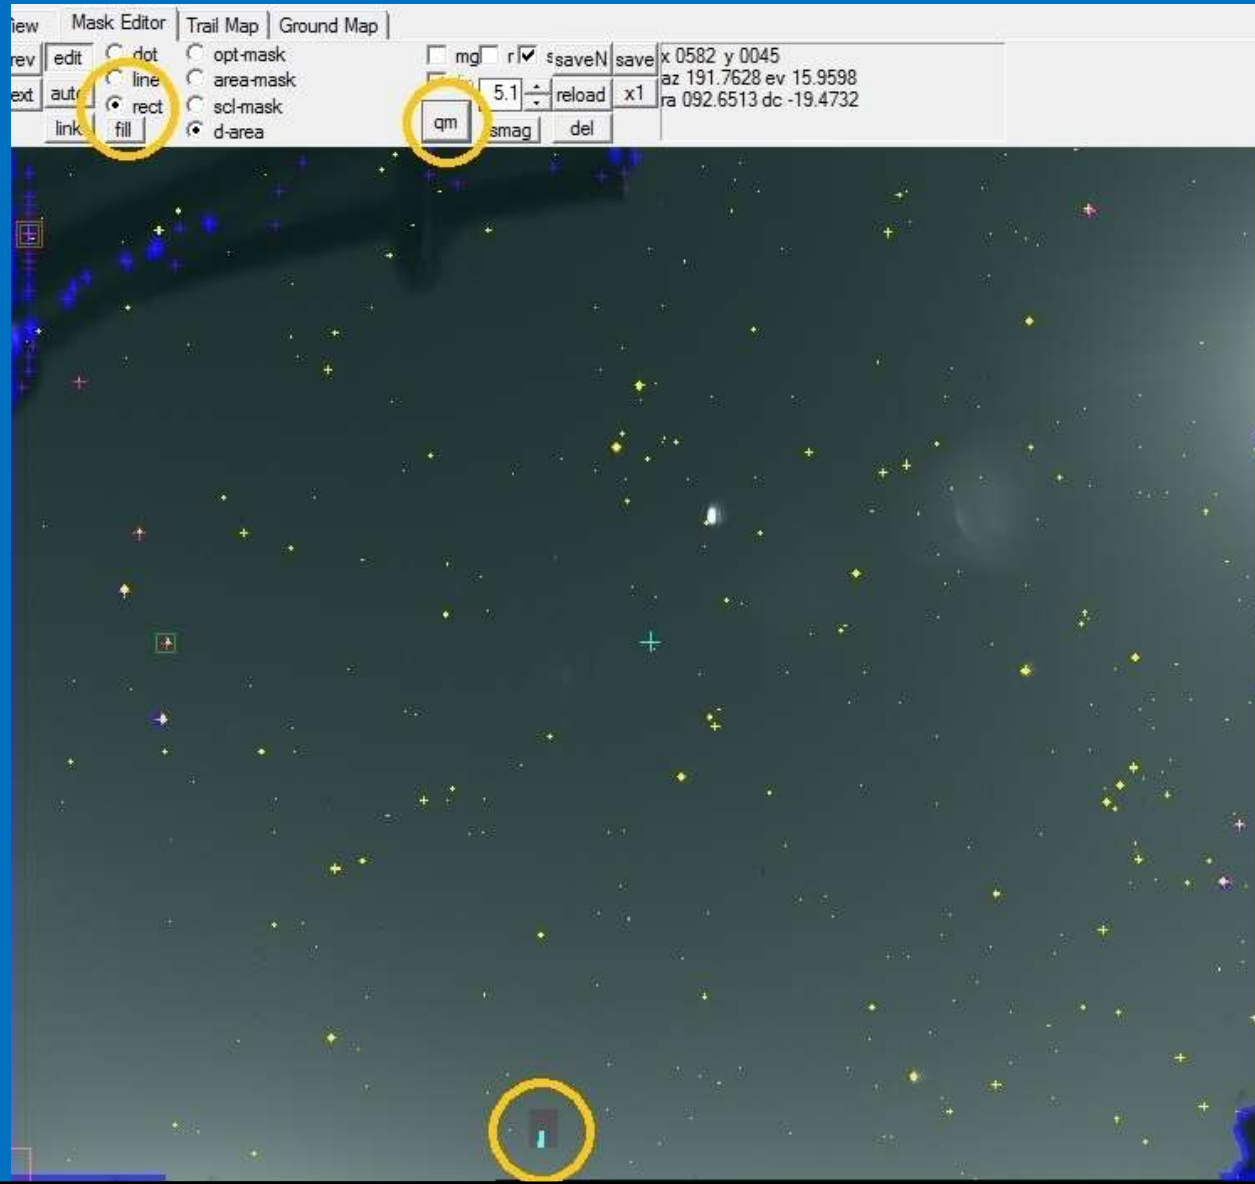 iew Mask Editor Trail Map Ground Map
rev edit dot opt-mask mg r s saveN save x 0582 y 0045
ext auto line area-mask 5.1 reload x1 az 191.7628 ev 15.9598
rect scl-mask ra 092.6513 dc -19.4732
link fill d-area qm smag del